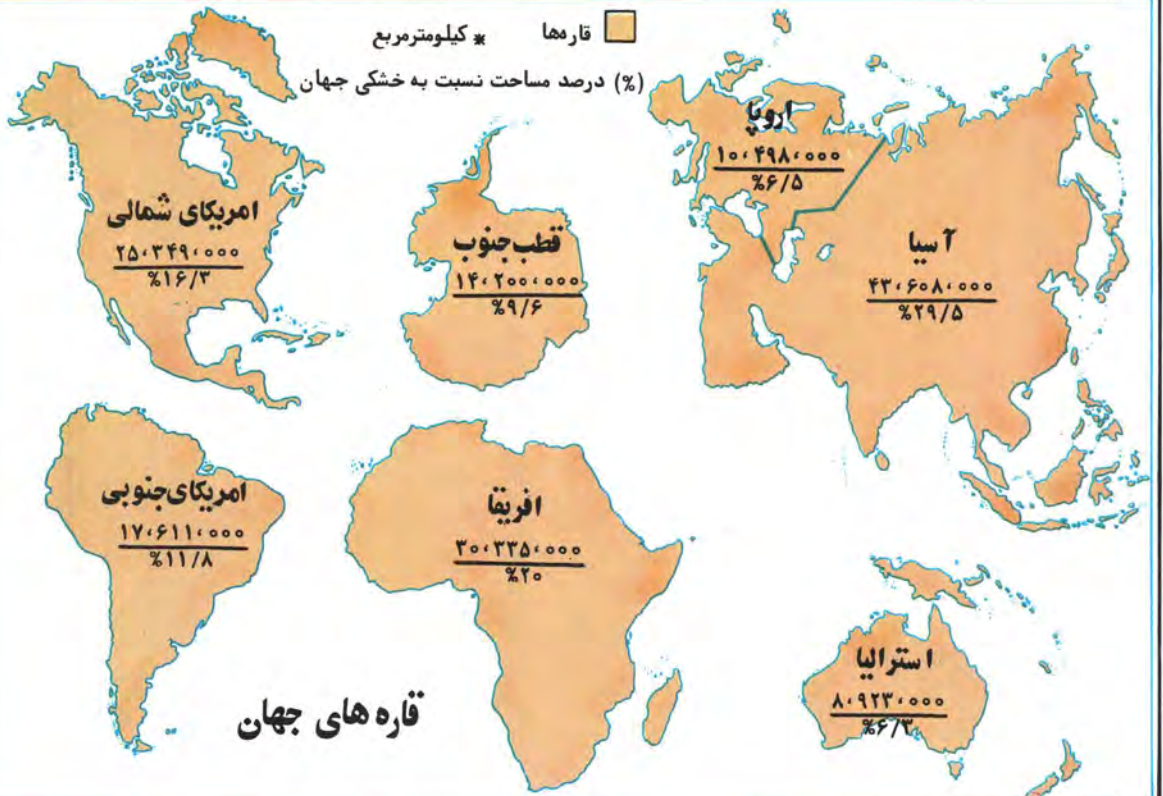 قاره‌ها
* کیلومترمربع
(%) درصد مساحت نسبت به خشکی جهان
اروپا
۱۰،۴۹۸،۰۰۰
%۶/۵
آسیا
۴۳،۶۰۸،۰۰۰
%۲۹/۵
قطب جنوب
۱۴،۲۰۰،۰۰۰
%۹/۶
امریکای شمالی
۲۵،۳۴۹،۰۰۰
%۱۶/۳
امریکای جنوبی
۱۷،۶۱۱،۰۰۰
%۱۱/۸
افریقا
۳۰،۳۳۵،۰۰۰
%۲۰
استرالیا
۸،۹۲۳،۰۰۰
%۶/۳
قاره های جهان